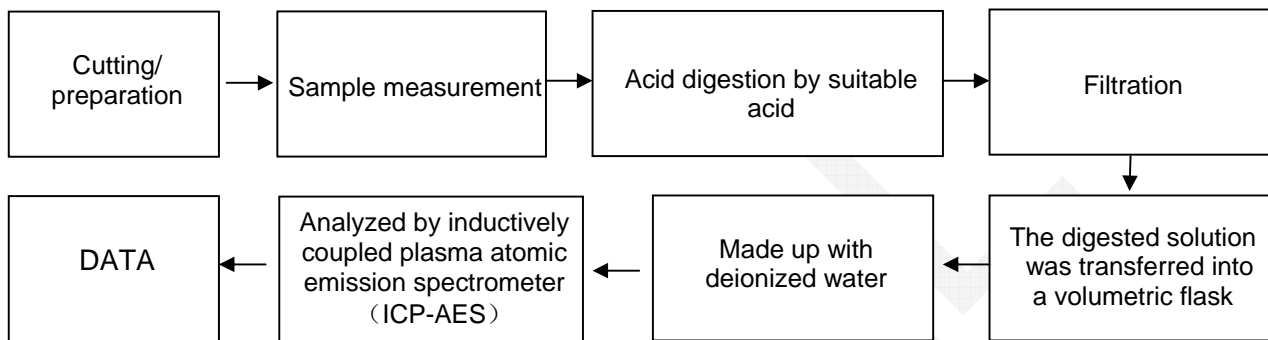 Cutting/
preparation
Sample measurement
Acid digestion by suitable
acid
Filtration
The digested solution
was transferred into
a volumetric flask
Made up with
deionized water
Analyzed by inductively
coupled plasma atomic
emission spectrometer
（ICP-AES）
DATA